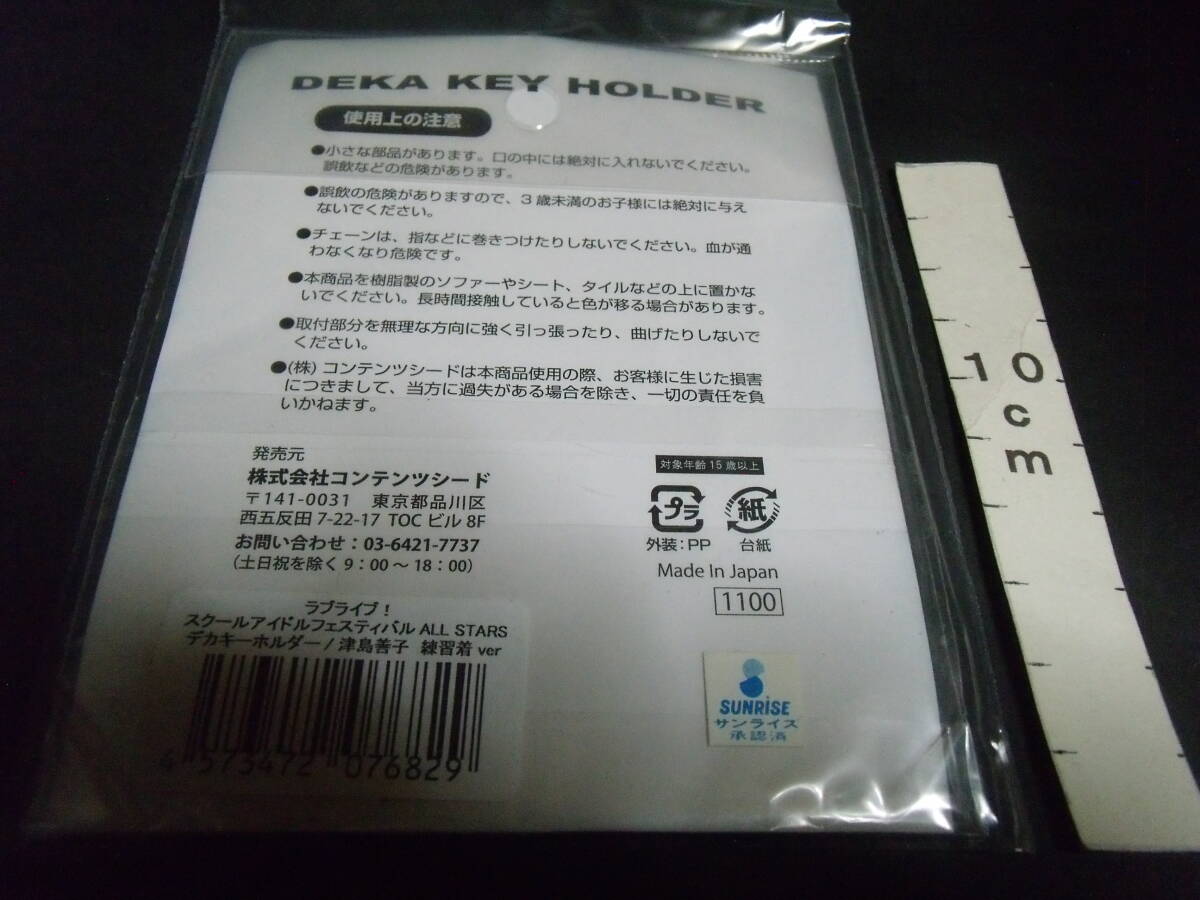 DEKA KEY HOLDER
使用上の注意
●小さな部品があります。口の中には絶対に入れないでください。
誤飲などの危険があります。
●誤飲の危険がありますので、3歳未満のお子様には絶対に与え
ないでください。
●チェーンは、指などに巻きつけたりしないでください。血が通
わなくなり危険です。
●本商品を樹脂製のソファーやシート、タイルなどの上に置かな
いでください。長時間接触していると色が移る場合があります。
●取付部分を無理な方向に強く引っ張ったり、曲げたりしないで
ください。
●(株)コンテンツシードは本商品使用の際、お客様に生じた損害
につきまして、当方に過失がある場合を除き、一切の責任を負
いかねます。
発売元
株式会社コンテンツシード
〒141-0031 東京都品川区
西五反田 7-22-17 TOC ビル 8F
お問い合わせ：03-6421-7737
(土日祝を除く 9：00〜18：00)
対象年齢15歳以上
プラ
紙
外装：PP
台紙
Made In Japan
1100
ラブライブ！
スクールアイドルフェスティバル ALL STARS
デカキーホルダー / 津島善子 練習着 ver
4 573472 076829
SUNRISE
サンライズ
承認済
10
c
m